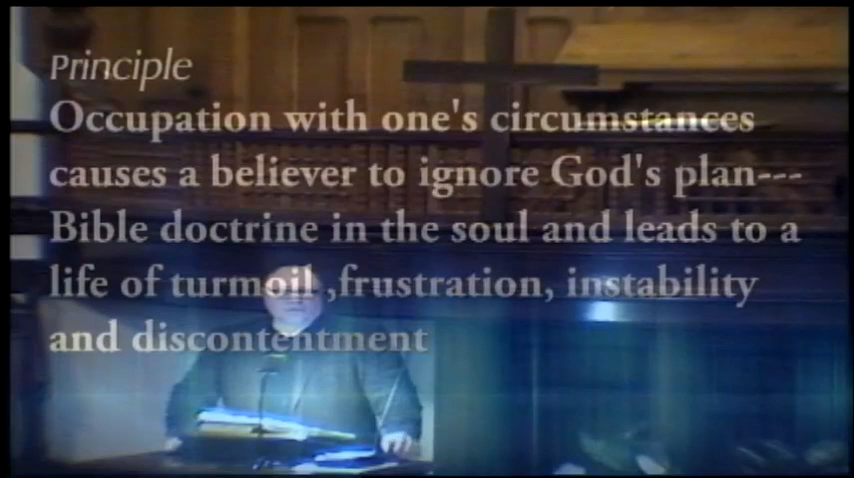 Principle
Occupation with one's circumstances
causes a believer to ignore God's plan---
Bible doctrine in the soul and leads to a
life of turmoil ,frustration, instability
and discontentment